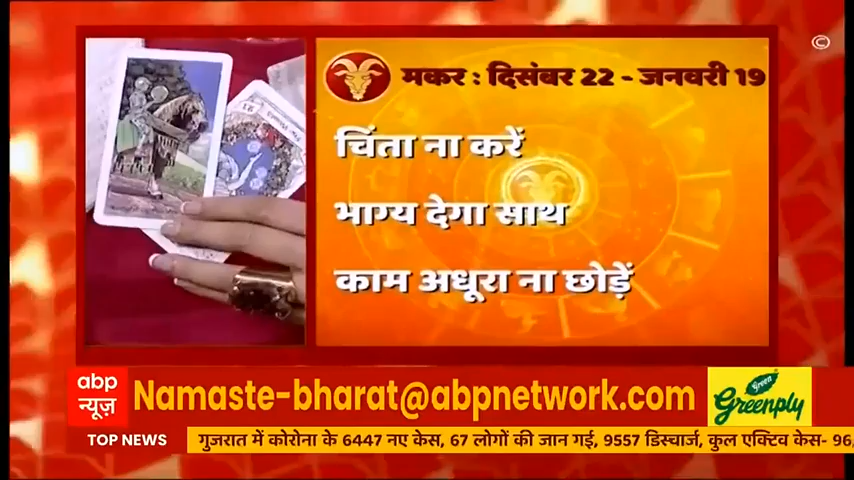 ©
मकर : दिसंबर 22 - जनवरी 19
चिंता ना करें
भाग्य देगा साथ
काम अधूरा ना छोड़ें
abp
न्यूज़
Namaste-bharat@abpnetwork.com
Green
Greenply
TOP NEWS
गुजरात में कोरोना के 6447 नए केस, 67 लोगों की जान गई, 9557 डिस्चार्ज, कुल एक्टिव केस- 96,